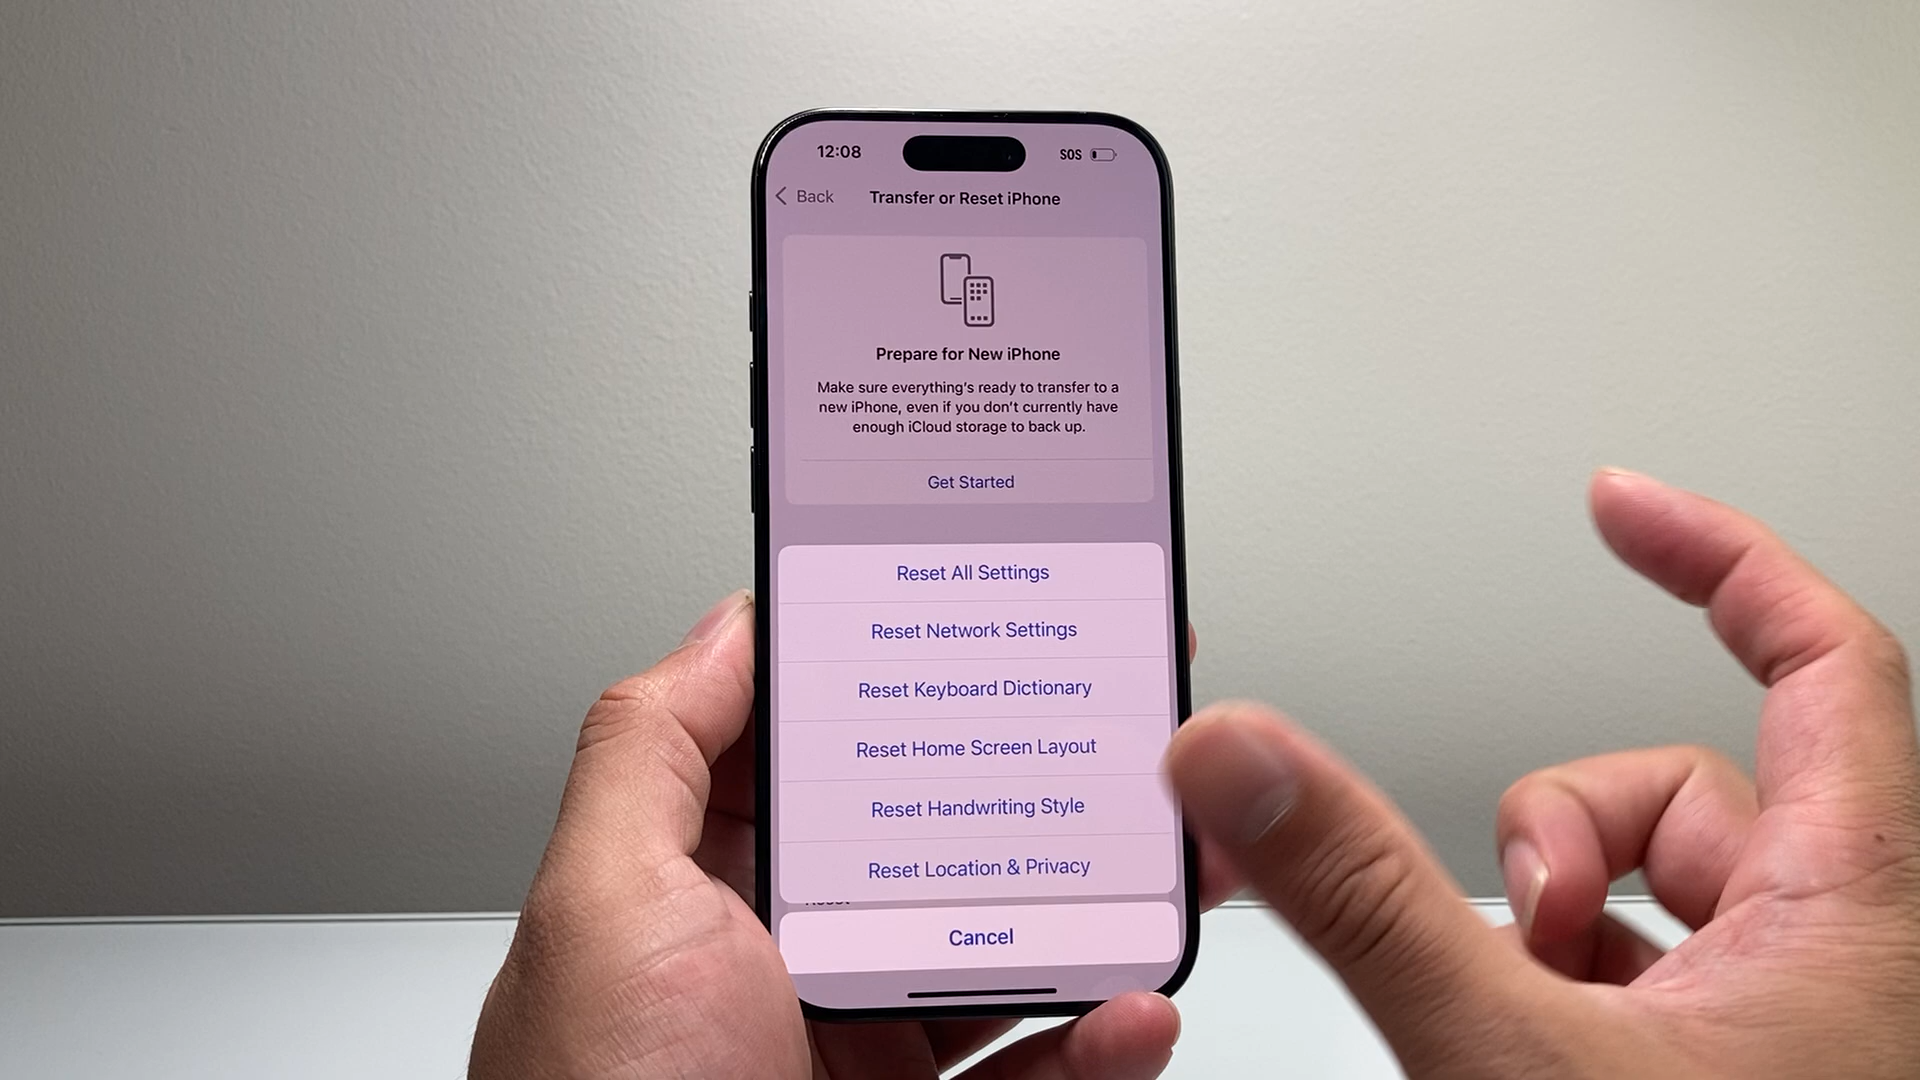 12:08
SOS
Back
Transfer or Reset iPhone
Prepare for New iPhone
Make sure everything's ready to transfer to a
new iPhone, even if you don't currently have
enough iCloud storage to back up.
Get Started
Reset All Settings
Reset Network Settings
Reset Keyboard Dictionary
Reset Home Screen Layout
Reset Handwriting Style
Reset Location & Privacy
Cancel